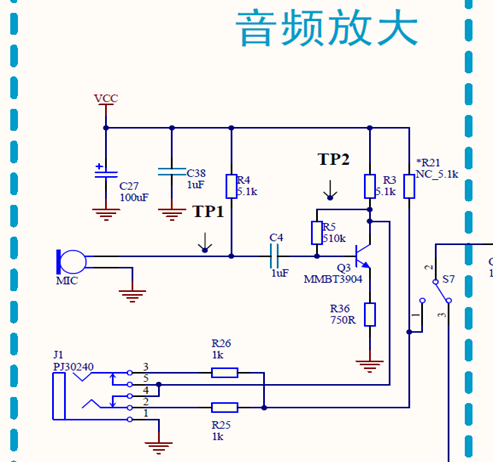 音频放大
VCC
C27
100uF
C38
1uF
R4
5.1k
TP2
R3
5.1k
*R21
NC_5.1k
TP1
R5
510k
C4
1uF
Q3
MMBT3904
MIC
R36
750R
2
S7
1
3
J1
PJ30240
3
5
4
2
1
R26
1k
R25
1k